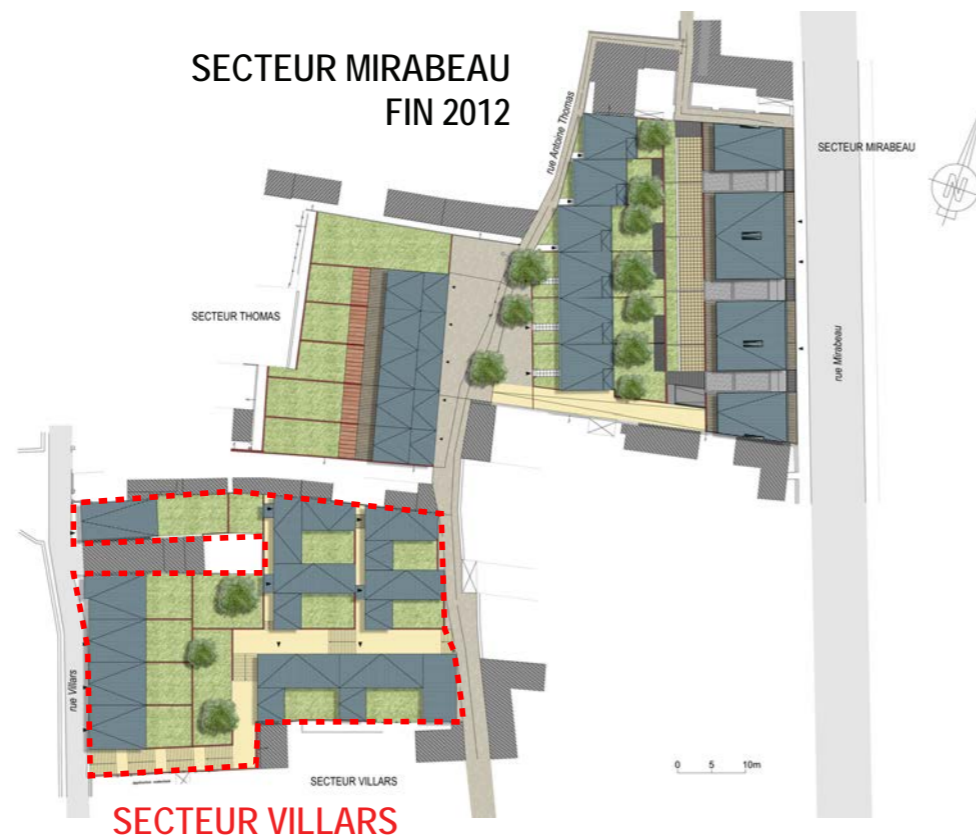 SECTEUR MIRABEAU
FIN 2012
rue Antoine Thomas
SECTEUR MIRABEAU
SECTEUR THOMAS
rue Mirabeau
rue Villars
0 5 10m
SECTEUR VILLARS
SECTEUR VILLARS